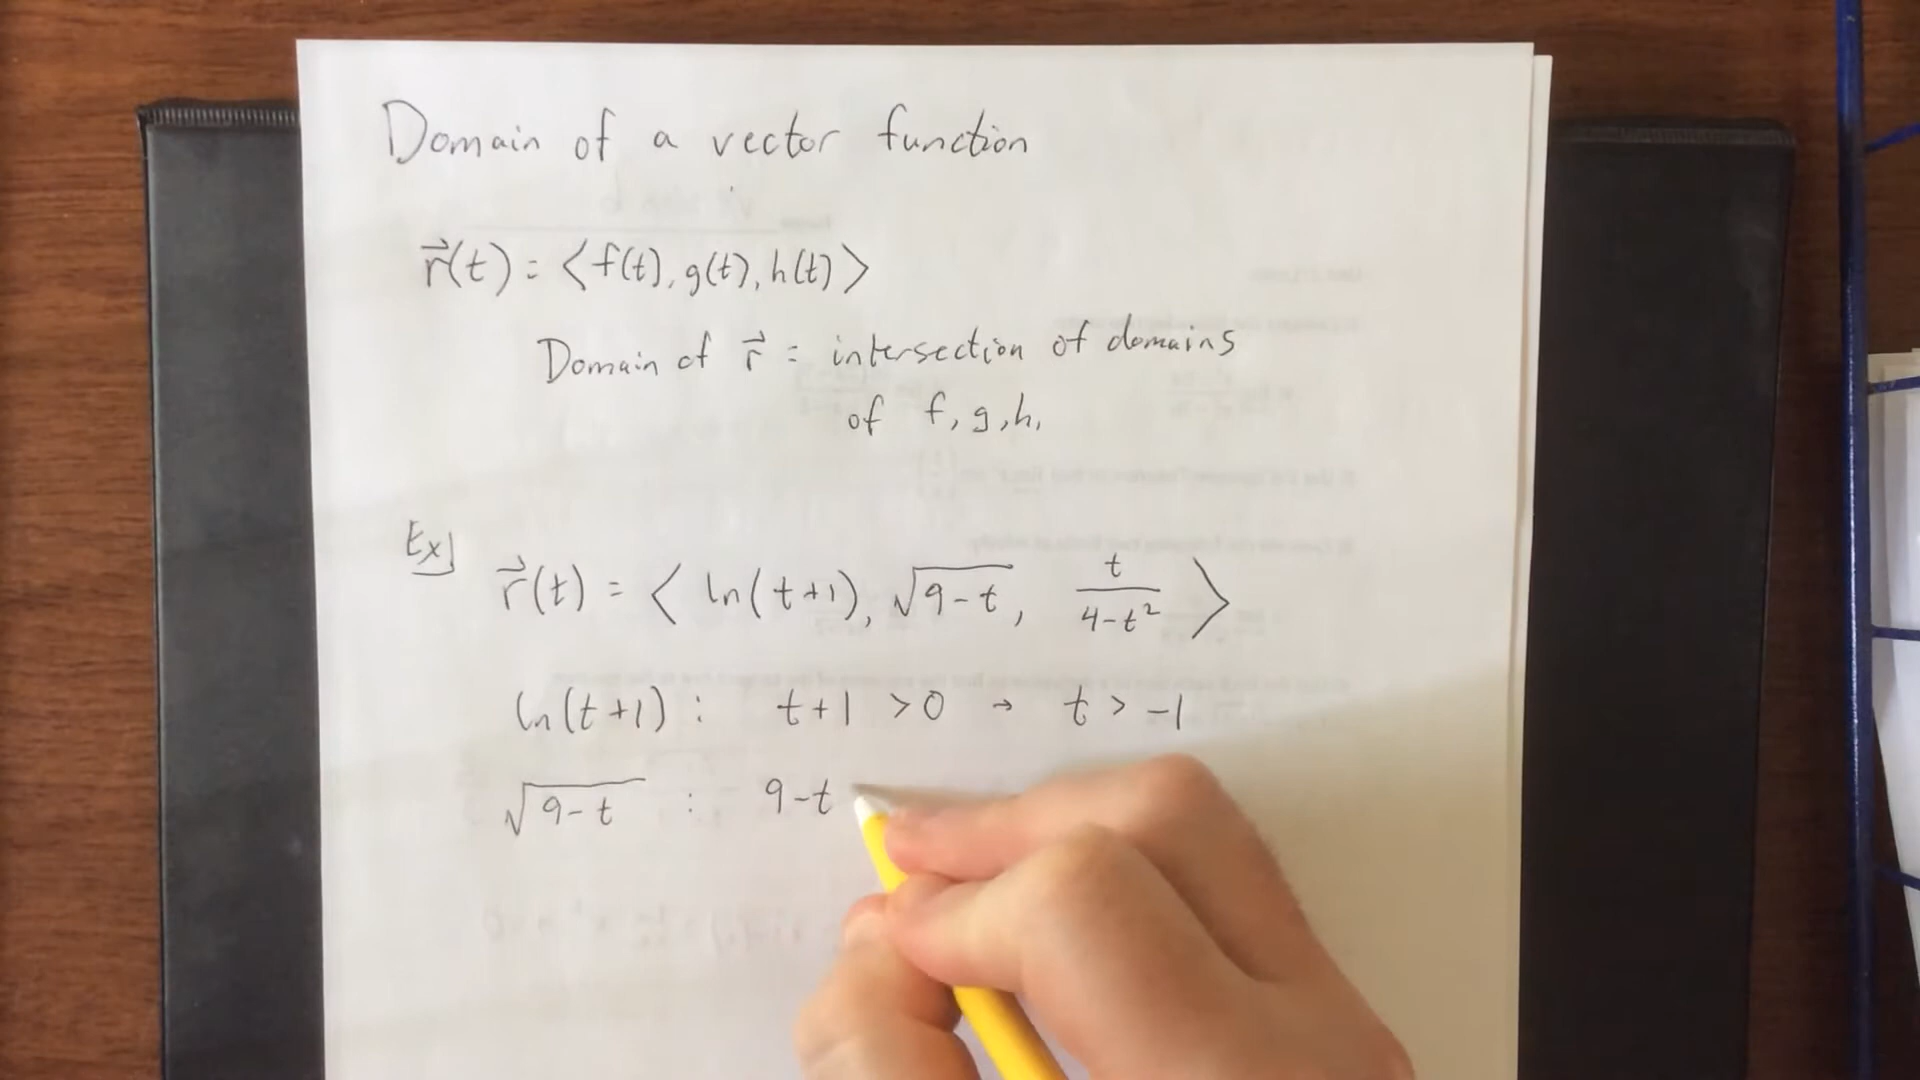 Domain of a vector function
r⃗(t) = ⟨f(t), g(t), h(t)⟩
Domain of r⃗ = intersection of domains
of f, g, h.
Ex]
r⃗(t) = ⟨ ln(t+1), √(9-t), t/(4-t²) ⟩
ln(t+1) : t+1 >0 → t > -1
√(9-t) : 9-t